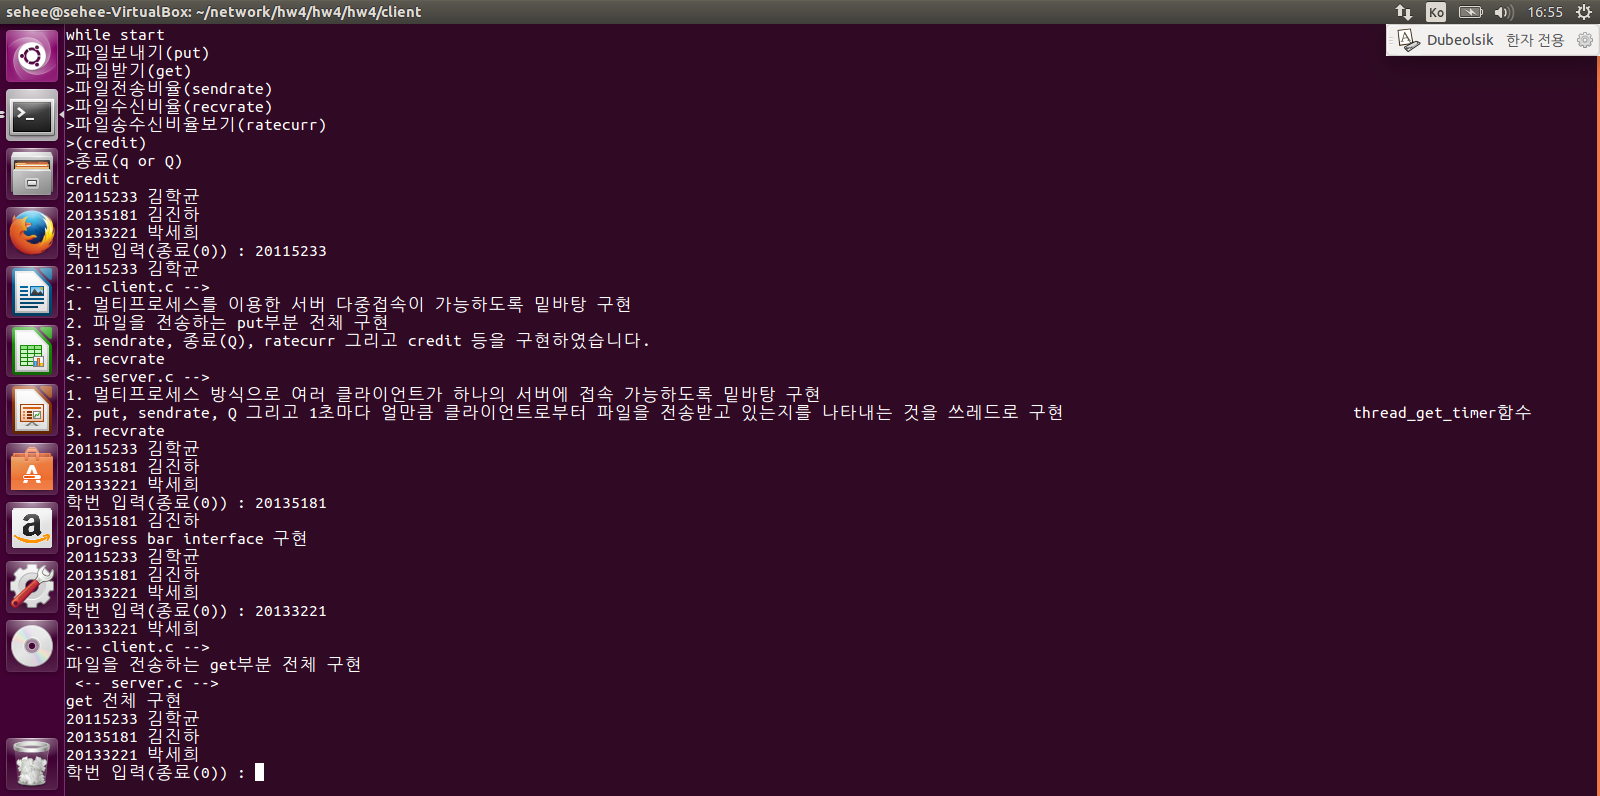 sehee@sehee-VirtualBox: ~/network/hw4/hw4/hw4/client
Ko
16:55
Dubeolsik 한자 전용
while start
>파일보내기(put)
>파일받기(get)
>파일전송비율(sendrate)
>파일수신비율(recvrate)
>파일송수신비율보기(ratecurr)
>(credit)
>종료(q or Q)
credit
20115233 김학균
20135181 김진하
20133221 박세희
학번 입력(종료(0)) : 20115233
20115233 김학균
<-- client.c -->
1. 멀티프로세스를 이용한 서버 다중접속이 가능하도록 밑바탕 구현
2. 파일을 전송하는 put부분 전체 구현
3. sendrate, 종료(Q), ratecurr 그리고 credit 등을 구현하였습니다.
4. recvrate
<-- server.c -->
1. 멀티프로세스 방식으로 여러 클라이언트가 하나의 서버에 접속 가능하도록 밑바탕 구현
2. put, sendrate, Q 그리고 1초마다 얼만큼 클라이언트로부터 파일을 전송받고 있는지를 나타내는 것을 쓰레드로 구현 thread_get_timer함수
3. recvrate
20115233 김학균
20135181 김진하
20133221 박세희
학번 입력(종료(0)) : 20135181
20135181 김진하
progress bar interface 구현
20115233 김학균
20135181 김진하
20133221 박세희
학번 입력(종료(0)) : 20133221
20133221 박세희
<-- client.c -->
파일을 전송하는 get부분 전체 구현
<-- server.c -->
get 전체 구현
20115233 김학균
20135181 김진하
20133221 박세희
학번 입력(종료(0)) :